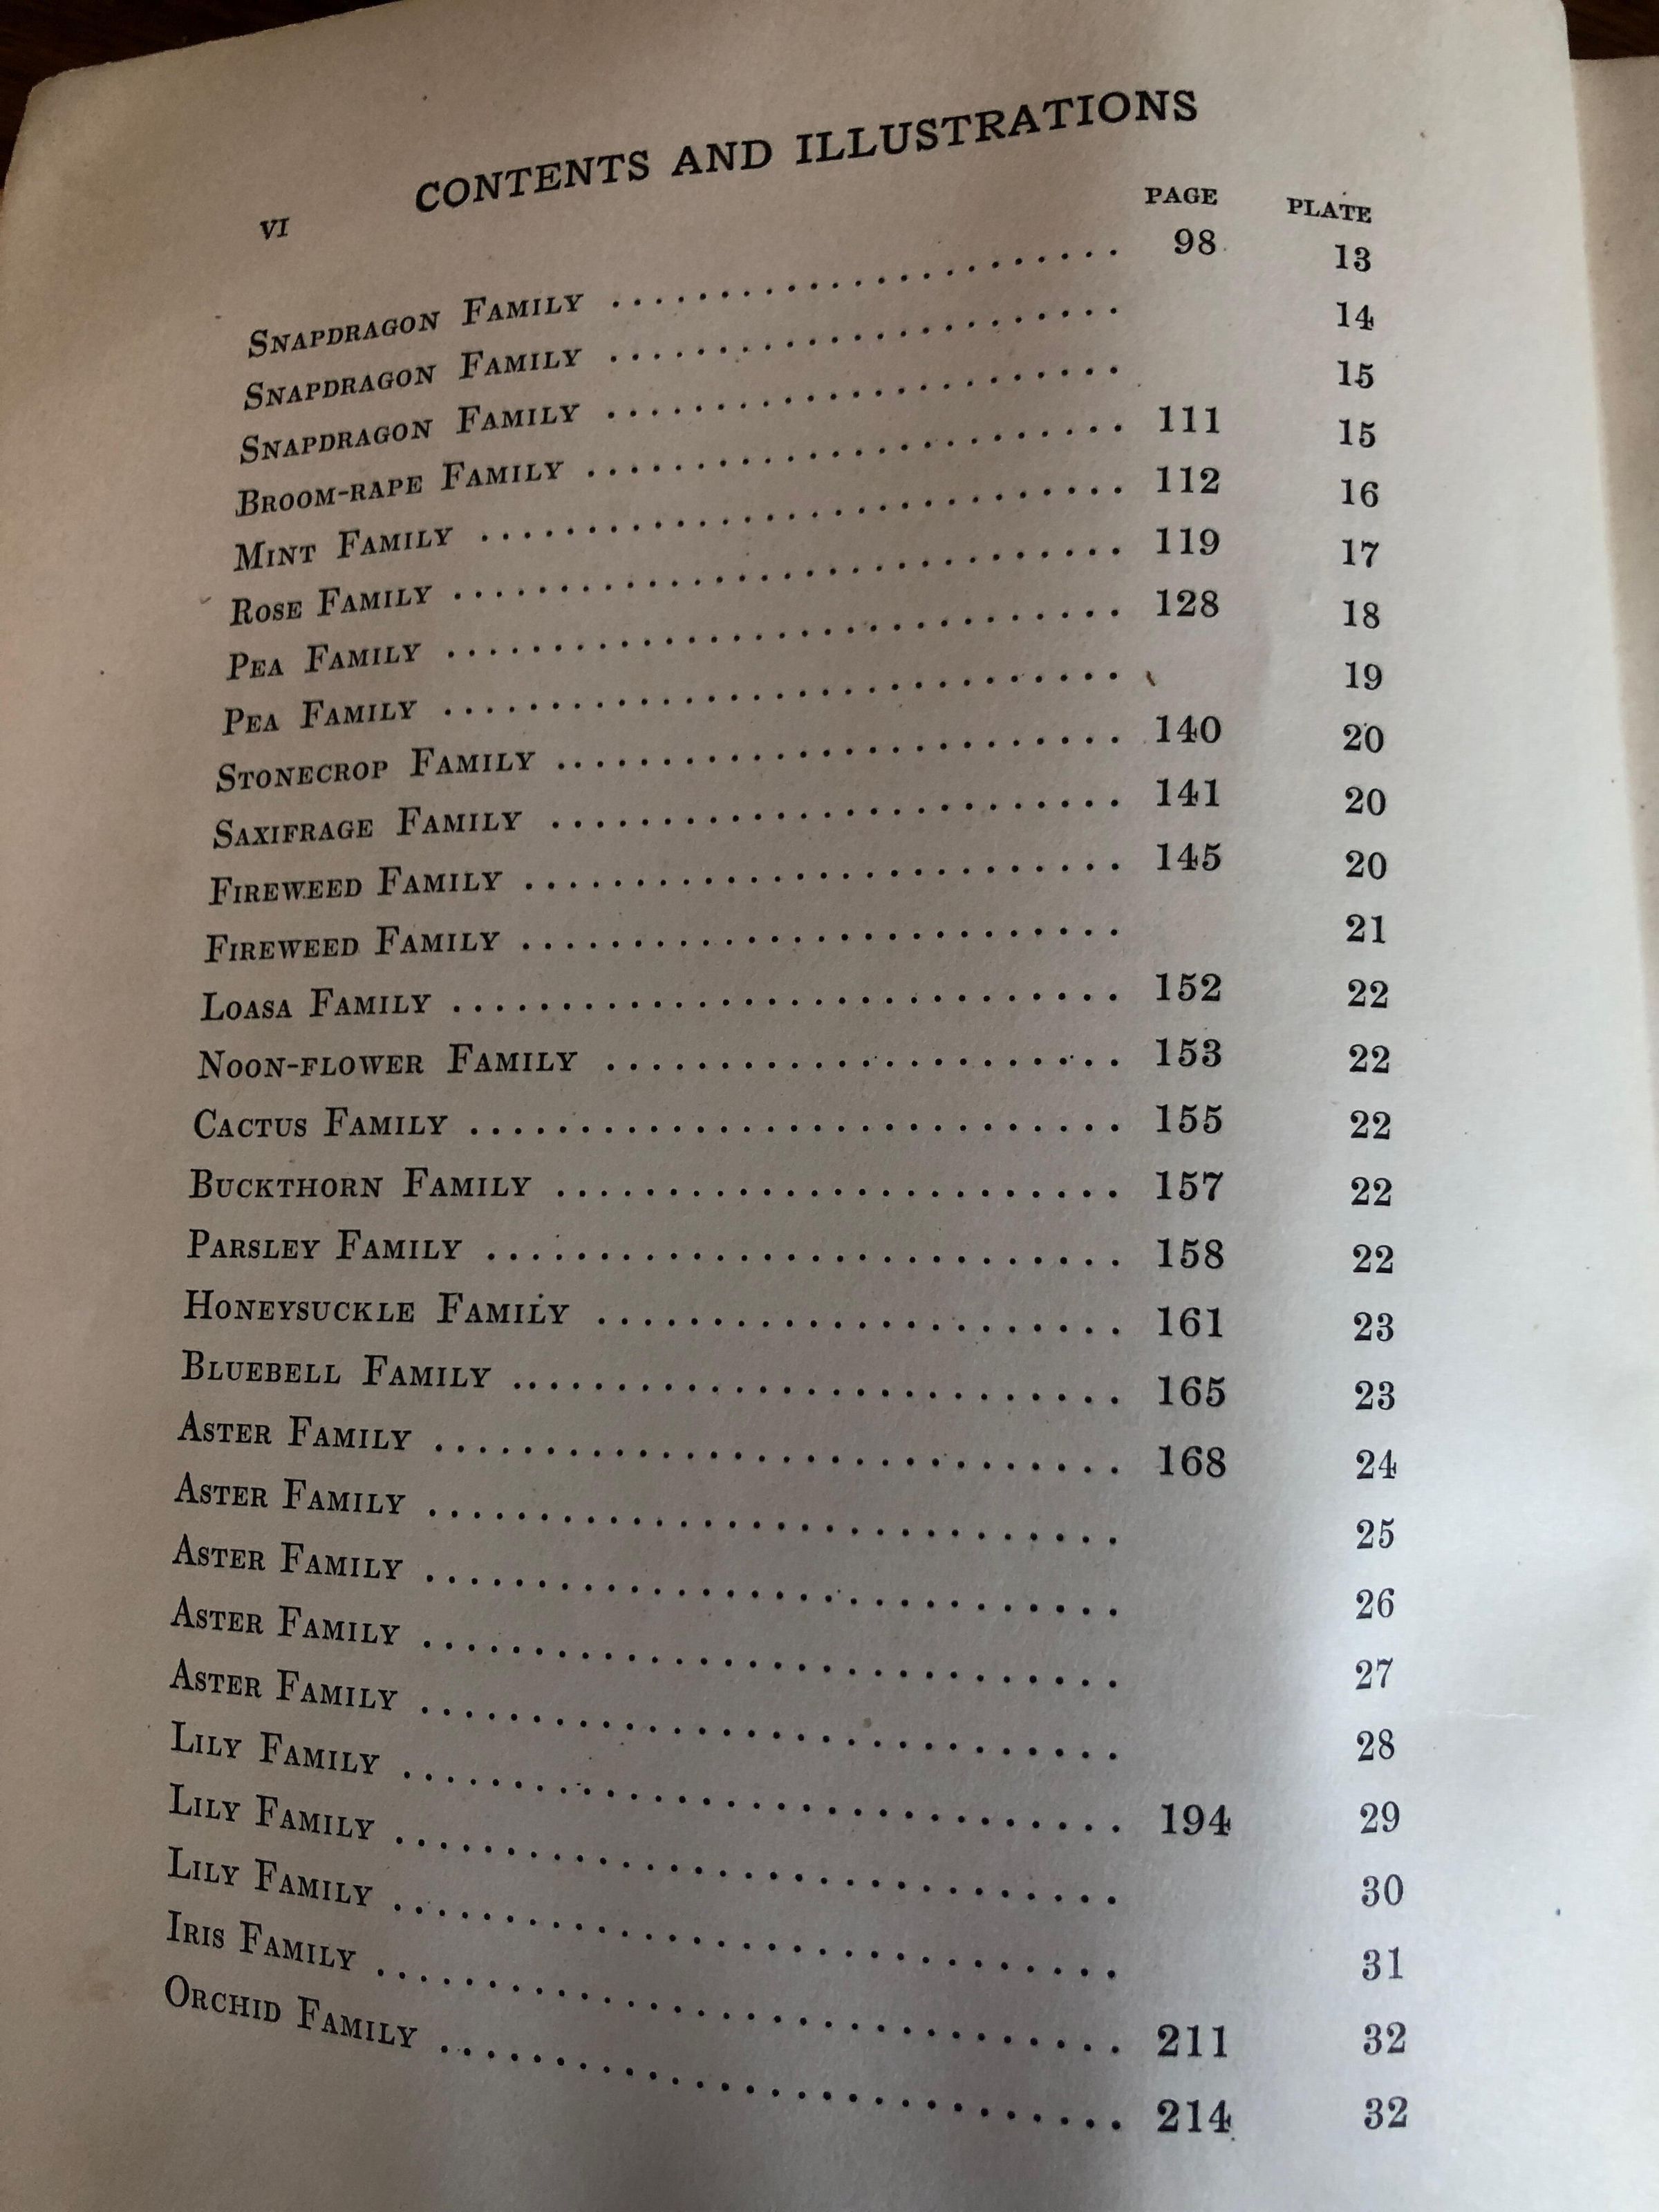 VI CONTENTS AND ILLUSTRATIONS
PAGE PLATE
SNAPDRAGON FAMILY ........................ 98 13
SNAPDRAGON FAMILY ........................ 14
SNAPDRAGON FAMILY ........................ 15
BROOM-RAPE FAMILY ........................ 111 15
MINT FAMILY ........................ 112 16
ROSE FAMILY ........................ 119 17
PEA FAMILY ........................ 128 18
PEA FAMILY ........................ 19
STONECROP FAMILY ........................ 140 20
SAXIFRAGE FAMILY ........................ 141 20
FIREWEED FAMILY ........................ 145 20
FIREWEED FAMILY ........................ 21
LOASA FAMILY ........................ 152 22
NOON-FLOWER FAMILY ........................ 153 22
CACTUS FAMILY ........................ 155 22
BUCKTHORN FAMILY ........................ 157 22
PARSLEY FAMILY ........................ 158 22
HONEYSUCKLE FAMILY ........................ 161 23
BLUEBELL FAMILY ........................ 165 23
ASTER FAMILY ........................ 168 24
ASTER FAMILY ........................ 25
ASTER FAMILY ........................ 26
ASTER FAMILY ........................ 27
ASTER FAMILY ........................ 28
LILY FAMILY ........................ 194 29
LILY FAMILY ........................ 30
LILY FAMILY ........................ 31
IRIS FAMILY ........................ 211 32
ORCHID FAMILY ........................ 214 32